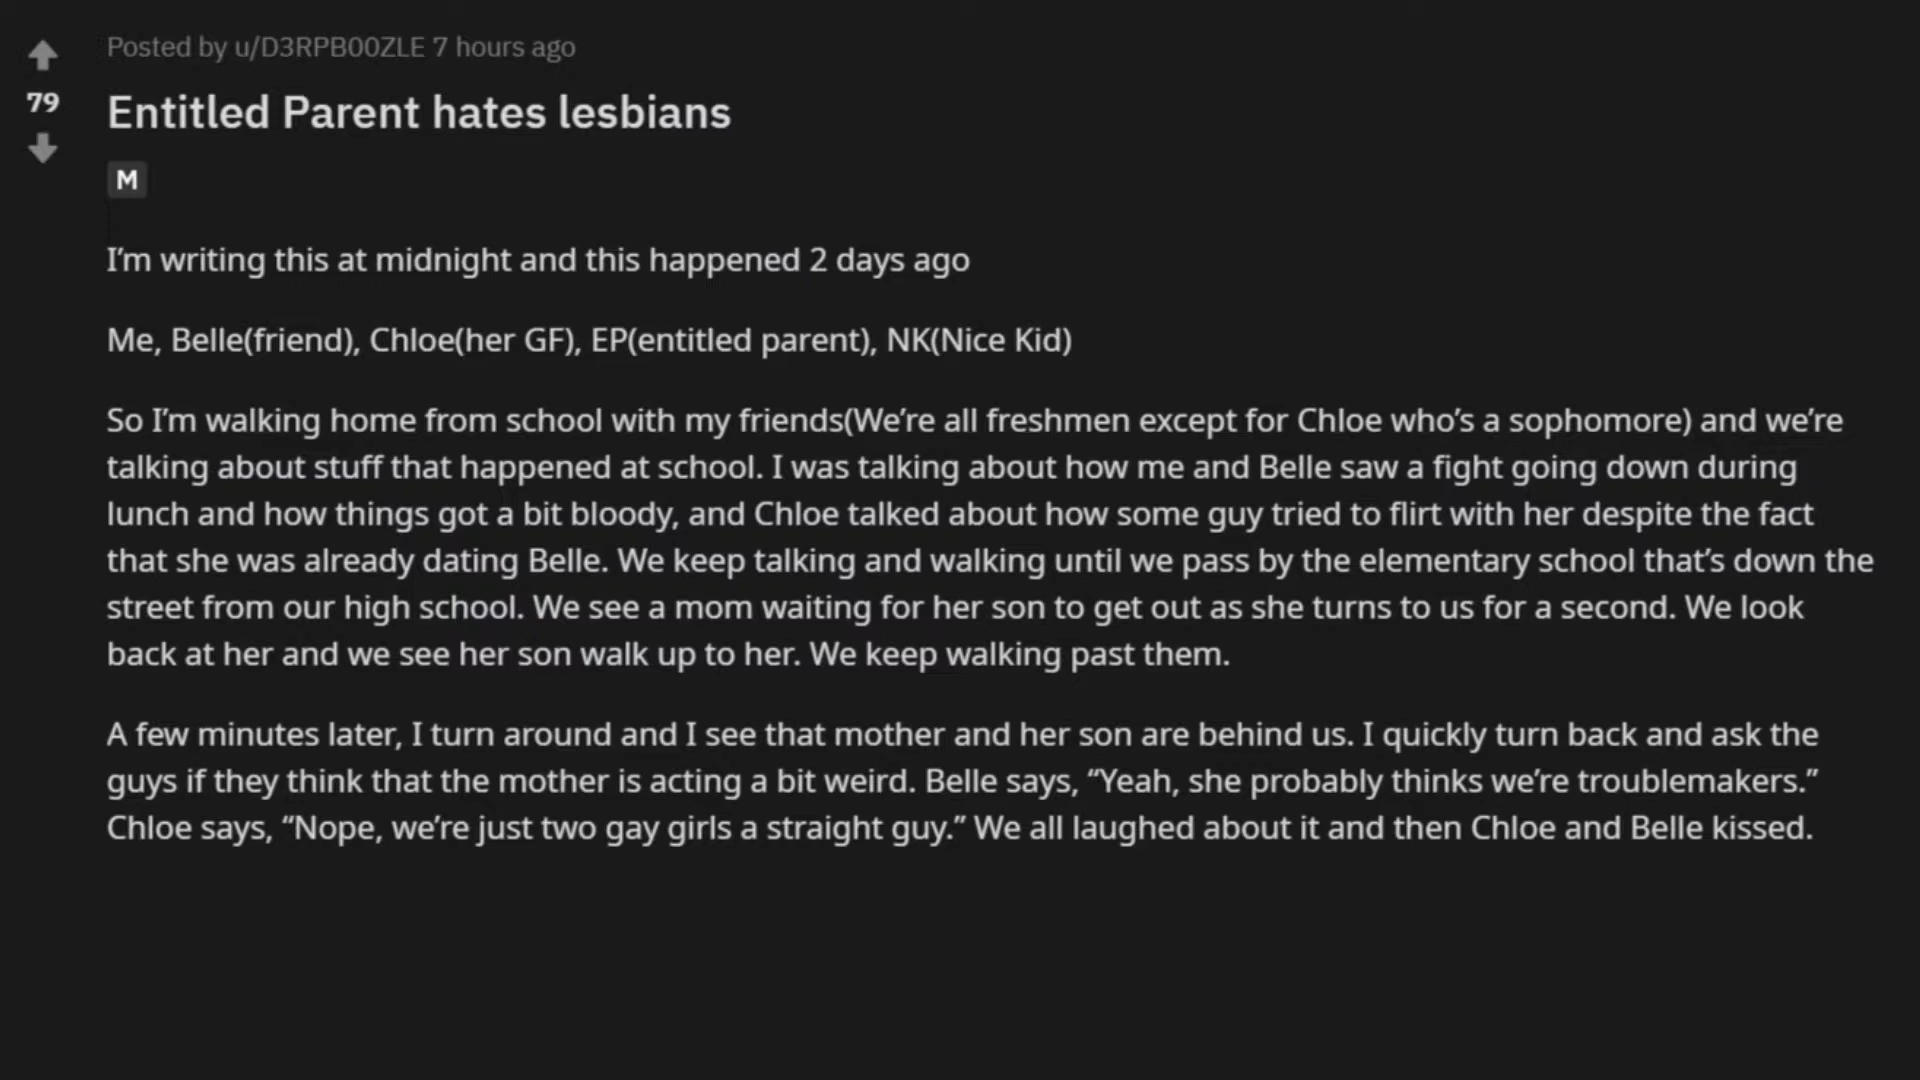 Posted by u/D3RPB00ZLE 7 hours ago
79
Entitled Parent hates lesbians
M
I’m writing this at midnight and this happened 2 days ago
Me, Belle(friend), Chloe(her GF), EP(entitled parent), NK(Nice Kid)
So I’m walking home from school with my friends(We’re all freshmen except for Chloe who’s a sophomore) and we’re
talking about stuff that happened at school. I was talking about how me and Belle saw a fight going down during
lunch and how things got a bit bloody, and Chloe talked about how some guy tried to flirt with her despite the fact
that she was already dating Belle. We keep talking and walking until we pass by the elementary school that’s down the
street from our high school. We see a mom waiting for her son to get out as she turns to us for a second. We look
back at her and we see her son walk up to her. We keep walking past them.
A few minutes later, I turn around and I see that mother and her son are behind us. I quickly turn back and ask the
guys if they think that the mother is acting a bit weird. Belle says, “Yeah, she probably thinks we’re troublemakers.”
Chloe says, “Nope, we’re just two gay girls a straight guy.” We all laughed about it and then Chloe and Belle kissed.